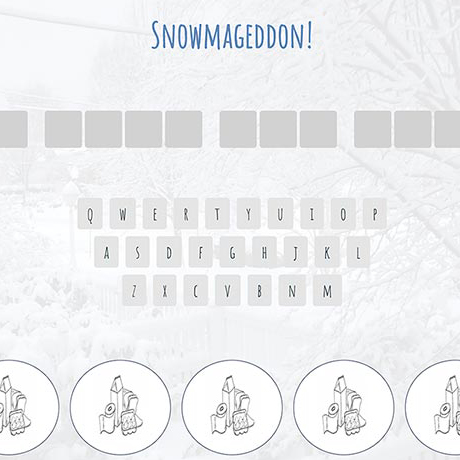 SNOWMAGEDDON!
Q W E R T Y U I O P
A S D F G H J K L
Z X C V B N M